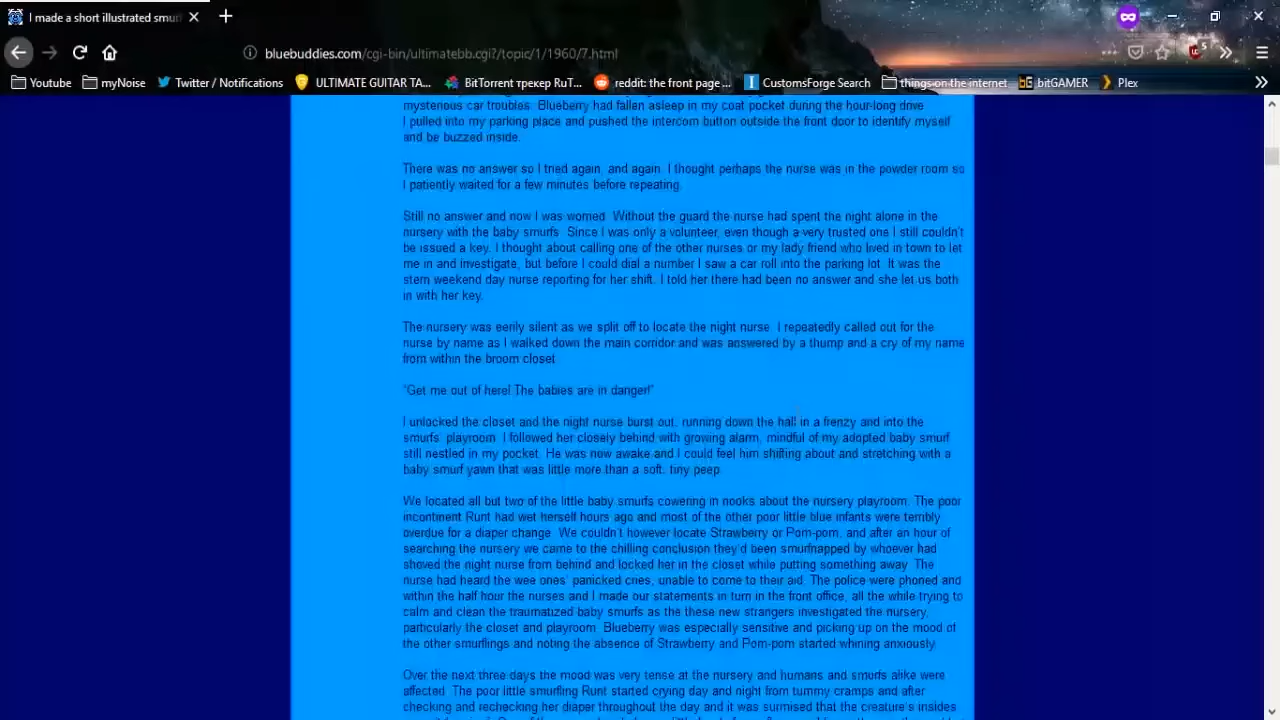 I made a short illustrated smurf
bluebuddies.com/cgi-bin/ultimatebb.cgi?/topic/1/1960/7.html
Youtube myNoise Twitter / Notifications ULTIMATE GUITAR TA... BitTorrent трекер RuT... reddit: the front page ... CustomsForge Search things on the internet bitGAMER Plex
mysterious car troubles. Blueberry had fallen asleep in my coat pocket during the hour-long drive
I pulled into my parking place and pushed the intercom button outside the front door to identify myself
and be buzzed inside.
There was no answer so I tried again, and again. I thought perhaps the nurse was in the powder room so
I patiently waited for a few minutes before repeating.
Still no answer and now I was worried. Without the guard the nurse had spent the night alone in the
nursery with the baby smurfs. Since I was only a volunteer, even though a very trusted one I still couldn't
be issued a key. I thought about calling one of the other nurses or my lady friend who lived in town to let
me in and investigate, but before I could dial a number I saw a car roll into the parking lot. It was the
stern weekend day nurse reporting for her shift. I told her there had been no answer and she let us both
in with her key.
The nursery was eerily silent as we split off to locate the night nurse. I repeatedly called out for the
nurse by name as I walked down the main corridor and was answered by a thump and a cry of my name
from within the broom closet.
"Get me out of here! The babies are in danger!"
I unlocked the closet and the night nurse burst out, running down the hall in a frenzy and into the
smurfs' playroom. I followed her closely behind with growing alarm, mindful of my adopted baby smurf
still nestled in my pocket. He was now awake and I could feel him shifting about and stretching with a
baby smurf yawn that was little more than a soft, tiny peep.
We located all but two of the little baby smurfs cowering in nooks about the nursery playroom. The poor
incontinent Runt had wet herself hours ago and most of the other poor little blue infants were terribly
overdue for a diaper change. We couldn't however locate Strawberry or Pom-pom, and after an hour of
searching the nursery we came to the chilling conclusion they'd been smurfnapped by whoever had
shoved the night nurse from behind and locked her in the closet while putting something away. The
nurse had heard the wee ones' panicked cries, unable to come to their aid. The police were phoned and
within the half hour the nurses and I made our statements in turn in the front office, all the while trying to
calm and clean the traumatized baby smurfs as the these new strangers investigated the nursery,
particularly the closet and playroom. Blueberry was especially sensitive and picking up on the mood of
the other smurflings and noting the absence of Strawberry and Pom-pom started whining anxiously.
Over the next three days the mood was very tense at the nursery and humans and smurfs alike were
affected. The poor little smurfling Runt started crying day and night from tummy cramps and after
checking and rechecking her diaper throughout the day and it was surmised that the creature's insides